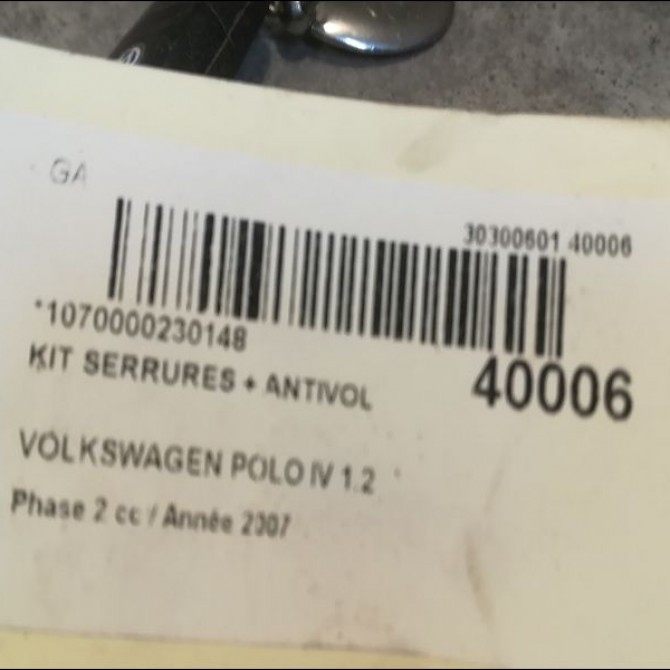 GA
30300601 40006
*1070000230148
40006
KIT SERRURES + ANTIVOL
VOLKSWAGEN POLO IV 1.2
Phase 2 cc / Année 2007